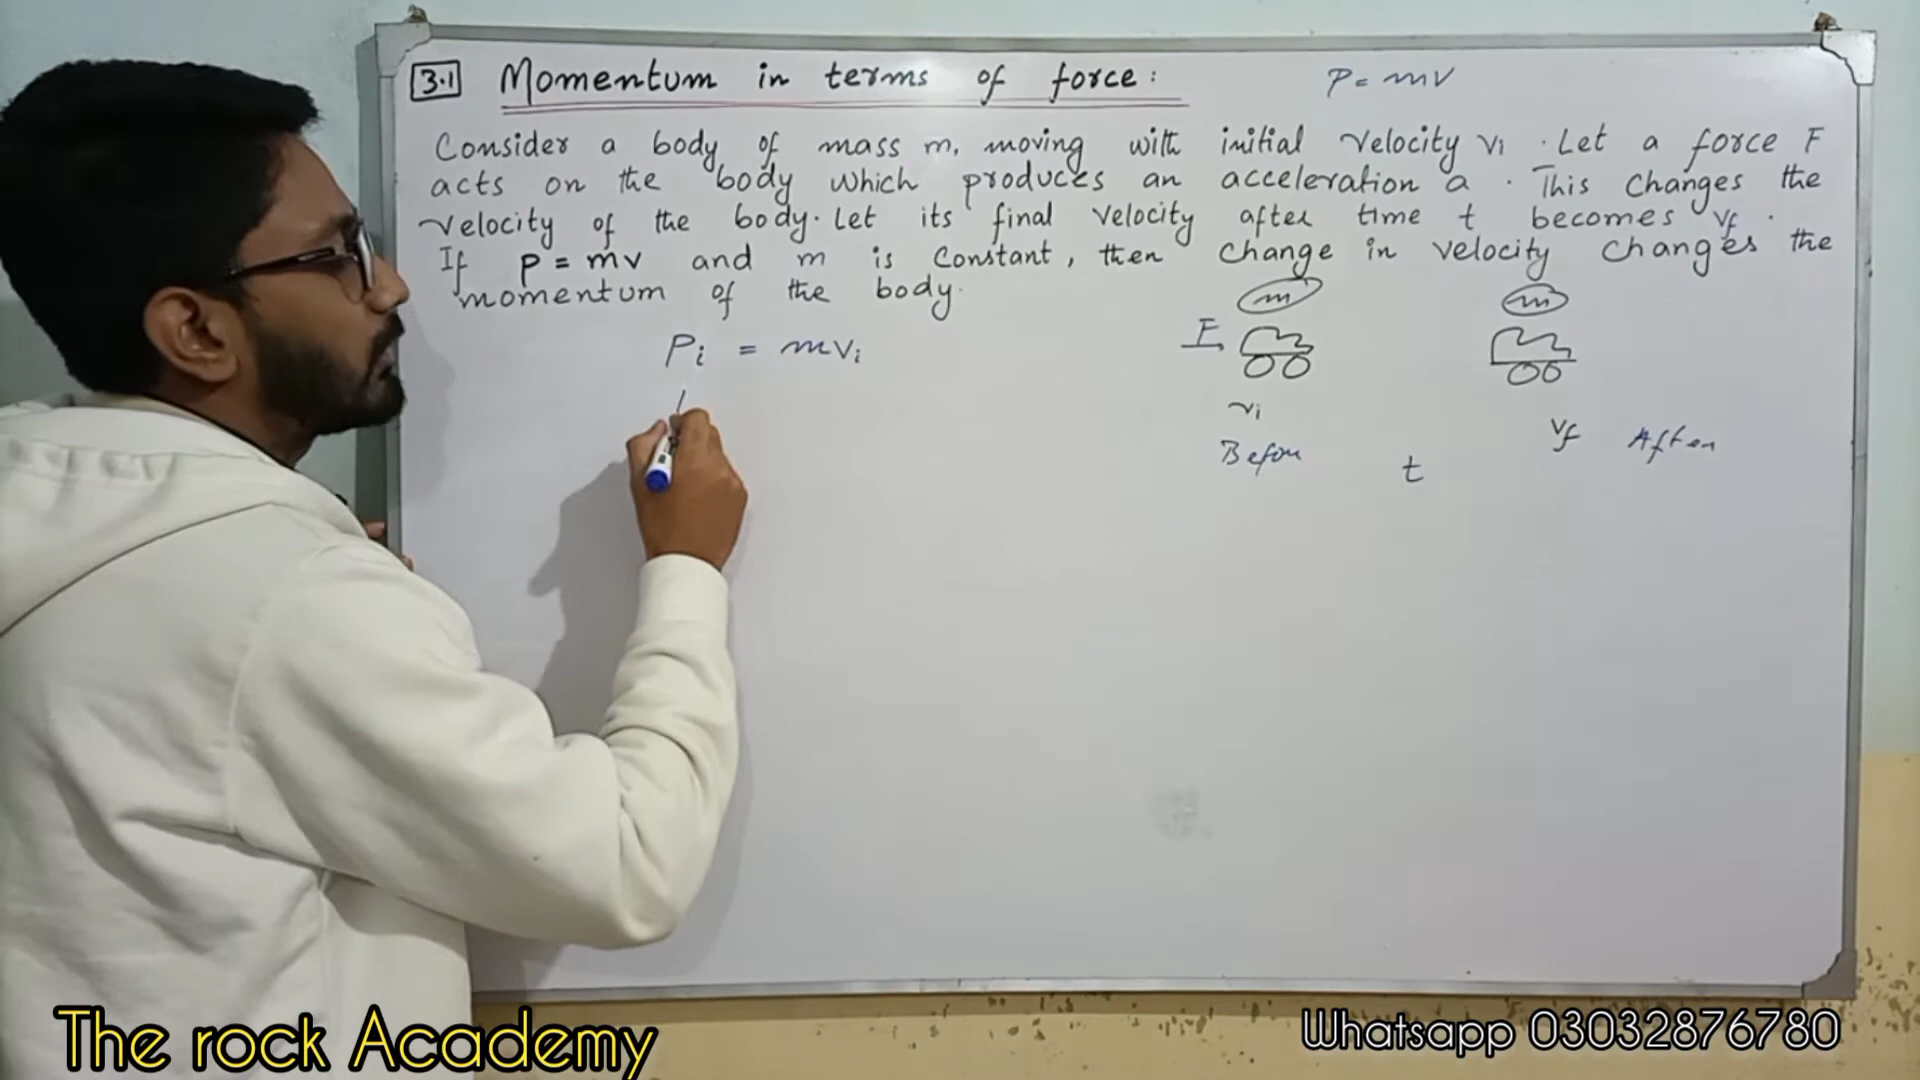 3.1 Momentum in terms of force:
P = mv
Consider a body of mass m, moving with initial velocity vi . Let a force F
acts on the body which produces an acceleration a . This changes the
velocity of the body. Let its final velocity after time t becomes vf .
If P = mv and m is constant, then change in velocity changes the
momentum of the body.
m
m
Pi = mvi
F
vi
vf After
Befor
t
The rock Academy
Whatsapp 03032876780